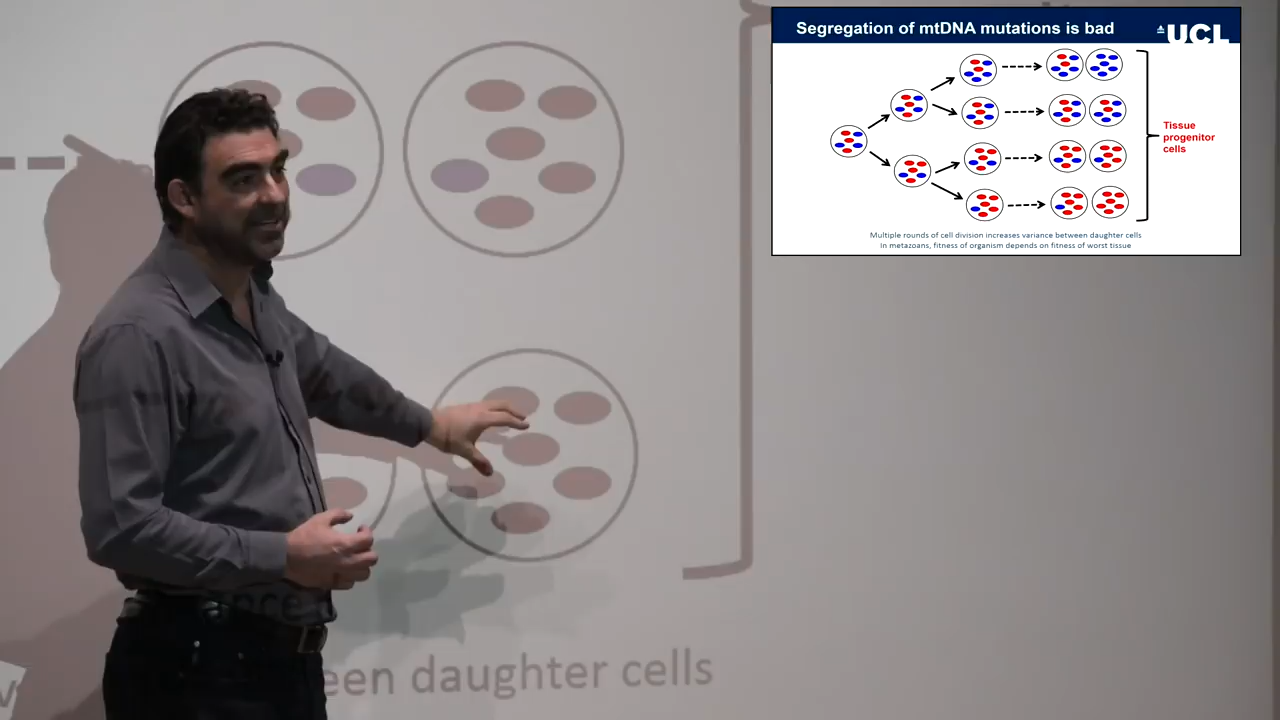 Segregation of mtDNA mutations is bad
UCL
Tissue
progenitor
cells
Multiple rounds of cell division increases variance between daughter cells
In metazoans, fitness of organism depends on fitness of worst tissue
een daughter cells